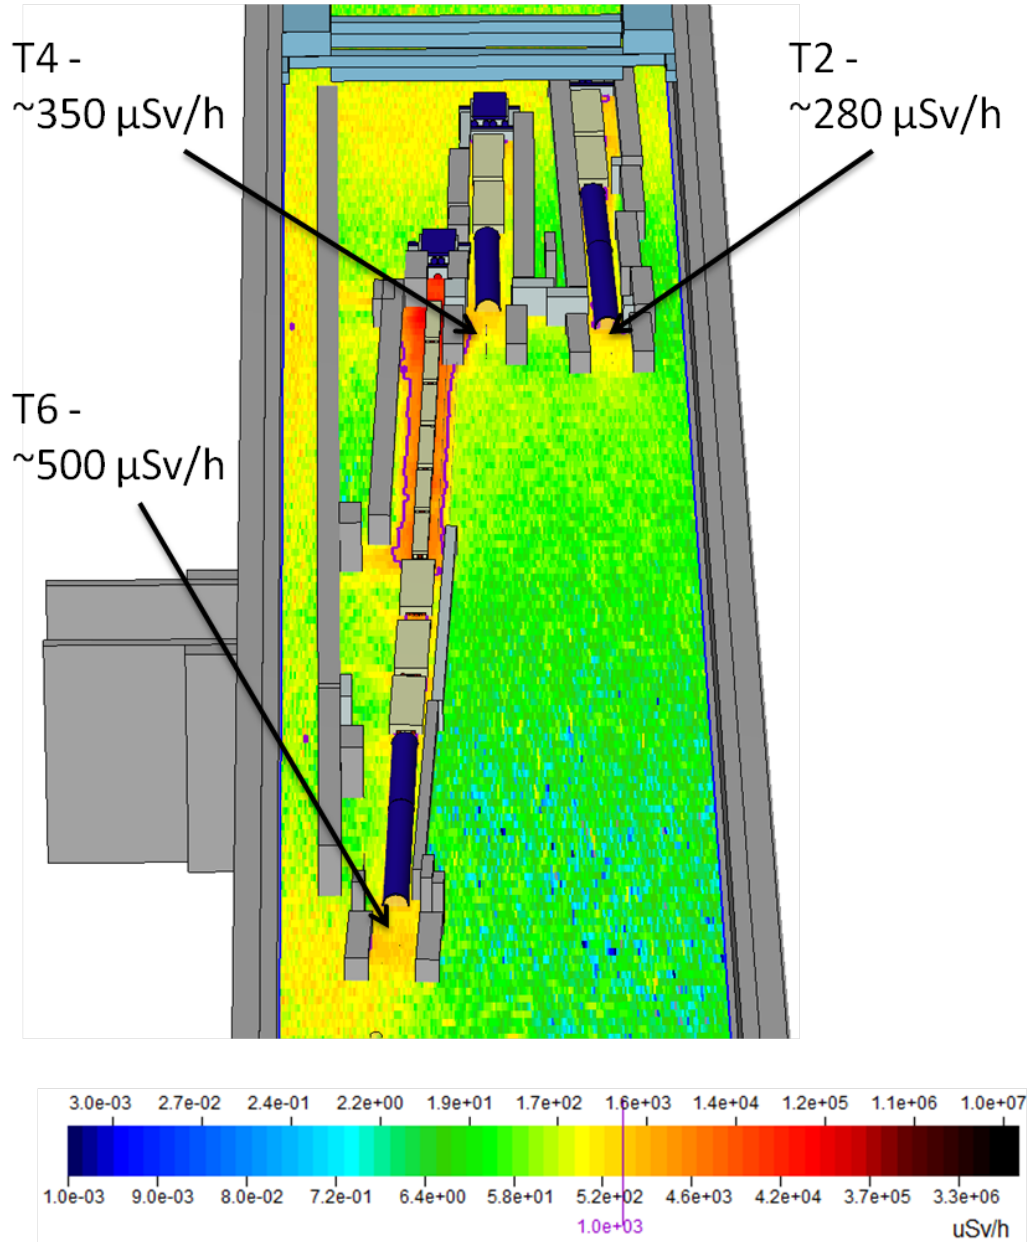 T4 -
~350 µSv/h
T2 -
~280 µSv/h
T6 -
~500 µSv/h
3.0e-03 2.7e-02 2.4e-01 2.2e+00 1.9e+01 1.7e+02 1.6e+03 1.4e+04 1.2e+05 1.1e+06 1.0e+07
1.0e-03 9.0e-03 8.0e-02 7.2e-01 6.4e+00 5.8e+01 5.2e+02 4.6e+03 4.2e+04 3.7e+05 3.3e+06
1.0e+03
uSv/h